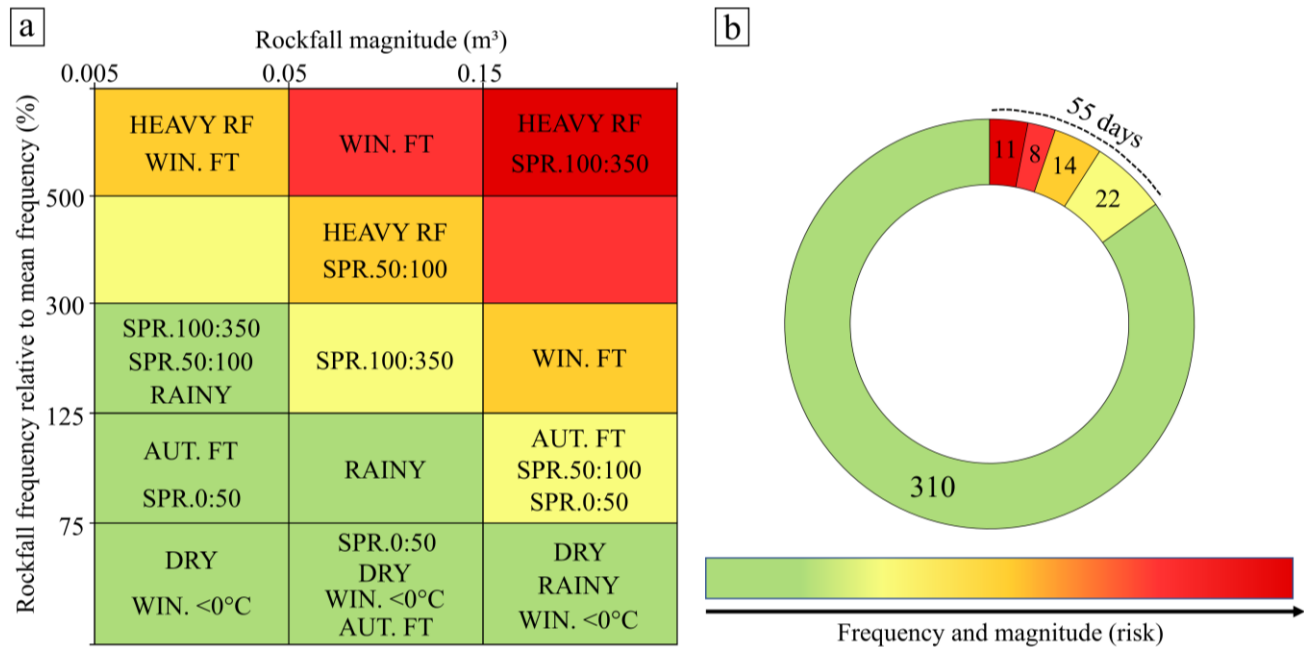 a
Rockfall magnitude (m³)
0.005
0.05
0.15
Rockfall frequency relative to mean frequency (%)
HEAVY RF
WIN. FT
WIN. FT
HEAVY RF
SPR.100:350
500
HEAVY RF
SPR.50:100
300
SPR.100:350
SPR.50:100
RAINY
SPR.100:350
WIN. FT
125
AUT. FT
SPR.0:50
RAINY
AUT. FT
SPR.50:100
SPR.0:50
75
DRY
WIN. <0°C
SPR.0:50
DRY
WIN. <0°C
AUT. FT
DRY
RAINY
WIN. <0°C
b
55 days
11
8
14
22
310
Frequency and magnitude (risk)